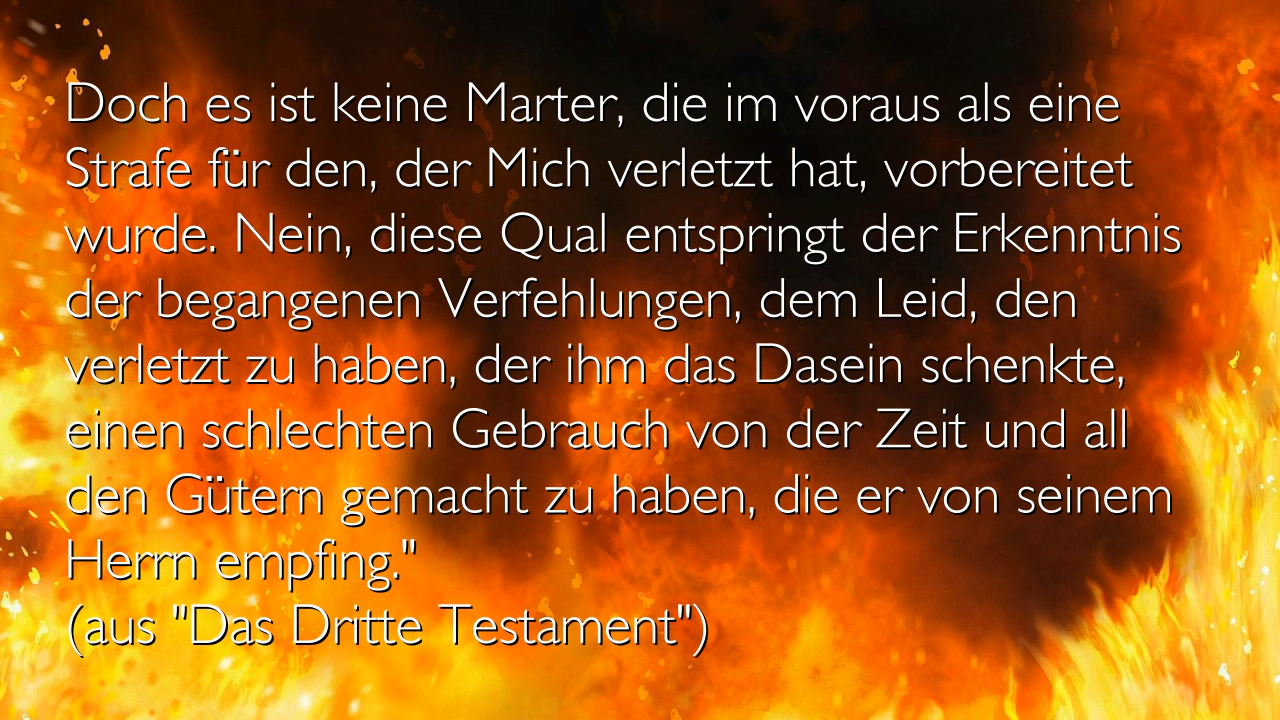 Doch es ist keine Marter, die im voraus als eine
Strafe für den, der Mich verletzt hat, vorbereitet
wurde. Nein, diese Qual entspringt der Erkenntnis
der begangenen Verfehlungen, dem Leid, den
verletzt zu haben, der ihm das Dasein schenkte,
einen schlechten Gebrauch von der Zeit und all
den Gütern gemacht zu haben, die er von seinem
Herrn empfing."
(aus "Das Dritte Testament")